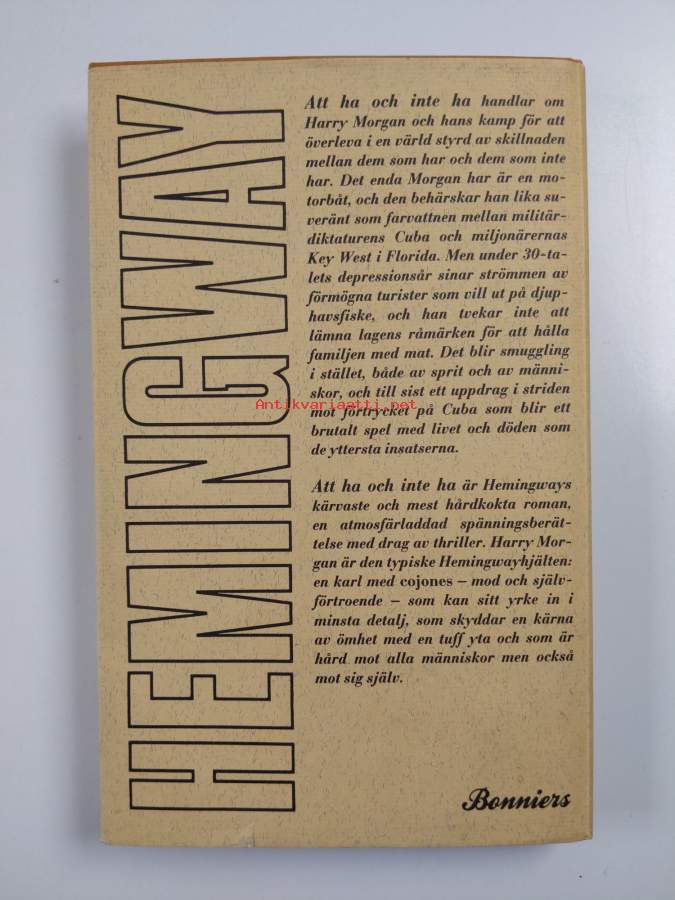 HEMINGWAY
Att ha och inte ha handlar om
Harry Morgan och hans kamp för att
överleva i en värld styrd av skillnaden
mellan dem som har och dem som inte
har. Det enda Morgan har är en mo-
torbåt, och den behärskar han lika su-
veränt som farvattnen mellan militär-
diktaturens Cuba och miljonärernas
Key West i Florida. Men under 30-ta-
lets depressionsår sinar strömmen av
förmögna turister som vill ut på djup-
havsfiske, och han tvekar inte att
lämna lagens råmärken för att hålla
familjen med mat. Det blir smuggling
i stället, både av sprit och av männi-
skor, och till sist ett uppdrag i striden
Antikvariaatti.net
mot förtrycket på Cuba som blir ett
brutalt spel med livet och döden som
de yttersta insatserna.
Att ha och inte ha är Hemingways
kärvaste och mest hårdkokta roman,
en atmosfärladdad spänningsberät-
telse med drag av thriller. Harry Mor-
gan är den typiske Hemingwayhjälten:
en karl med cojones – mod och själv-
förtroende – som kan sitt yrke in i
minsta detalj, som skyddar en kärna
av ömhet med en tuff yta och som är
hård mot alla människor men också
mot sig själv.
Bonniers